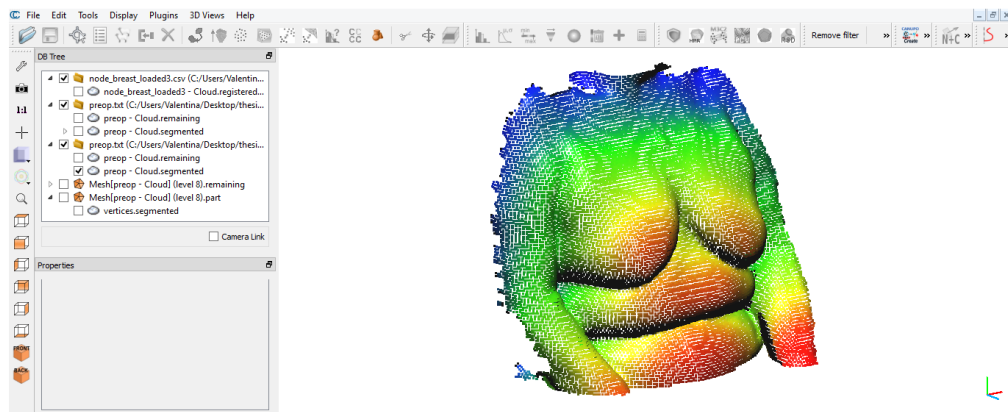 File Edit Tools Display Plugins 3D Views Help
Remove filter » » »
DB Tree
node_breast_loaded3.csv (C:/Users/Valentin...
node_breast_loaded3 - Cloud.registered...
preop.txt (C:/Users/Valentina/Desktop/thesi...
preop - Cloud.remaining
preop - Cloud.segmented
preop.txt (C:/Users/Valentina/Desktop/thesi...
preop - Cloud.remaining
preop - Cloud.segmented
Mesh[preop - Cloud] (level 8).remaining
Mesh[preop - Cloud] (level 8).part
vertices.segmented
Camera Link
Properties
1:1
FRONT
BACK